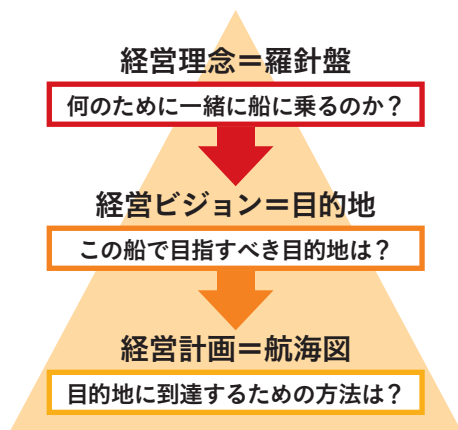 経営理念＝羅針盤
何のために一緒に船に乗るのか？
経営ビジョン＝目的地
この船で目指すべき目的地は？
経営計画＝航海図
目的地に到達するための方法は？